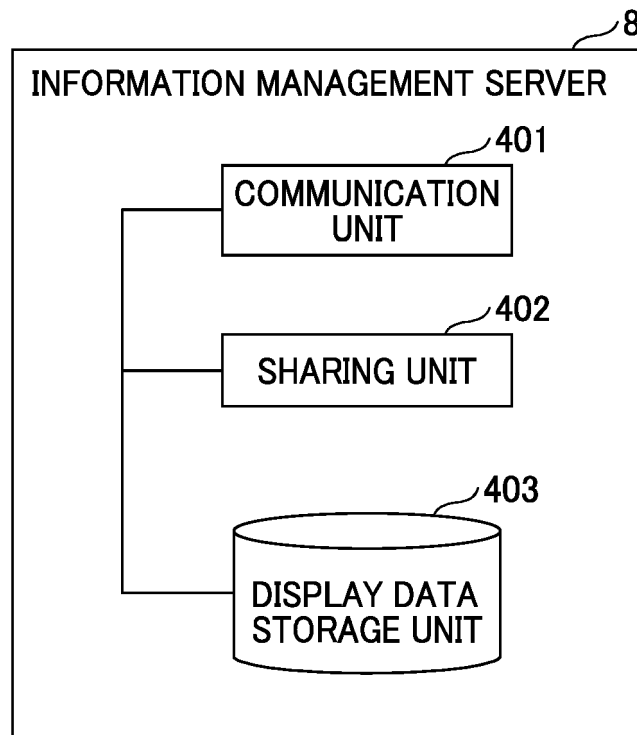 8
INFORMATION MANAGEMENT SERVER
401
COMMUNICATION
UNIT
402
SHARING UNIT
403
DISPLAY DATA
STORAGE UNIT